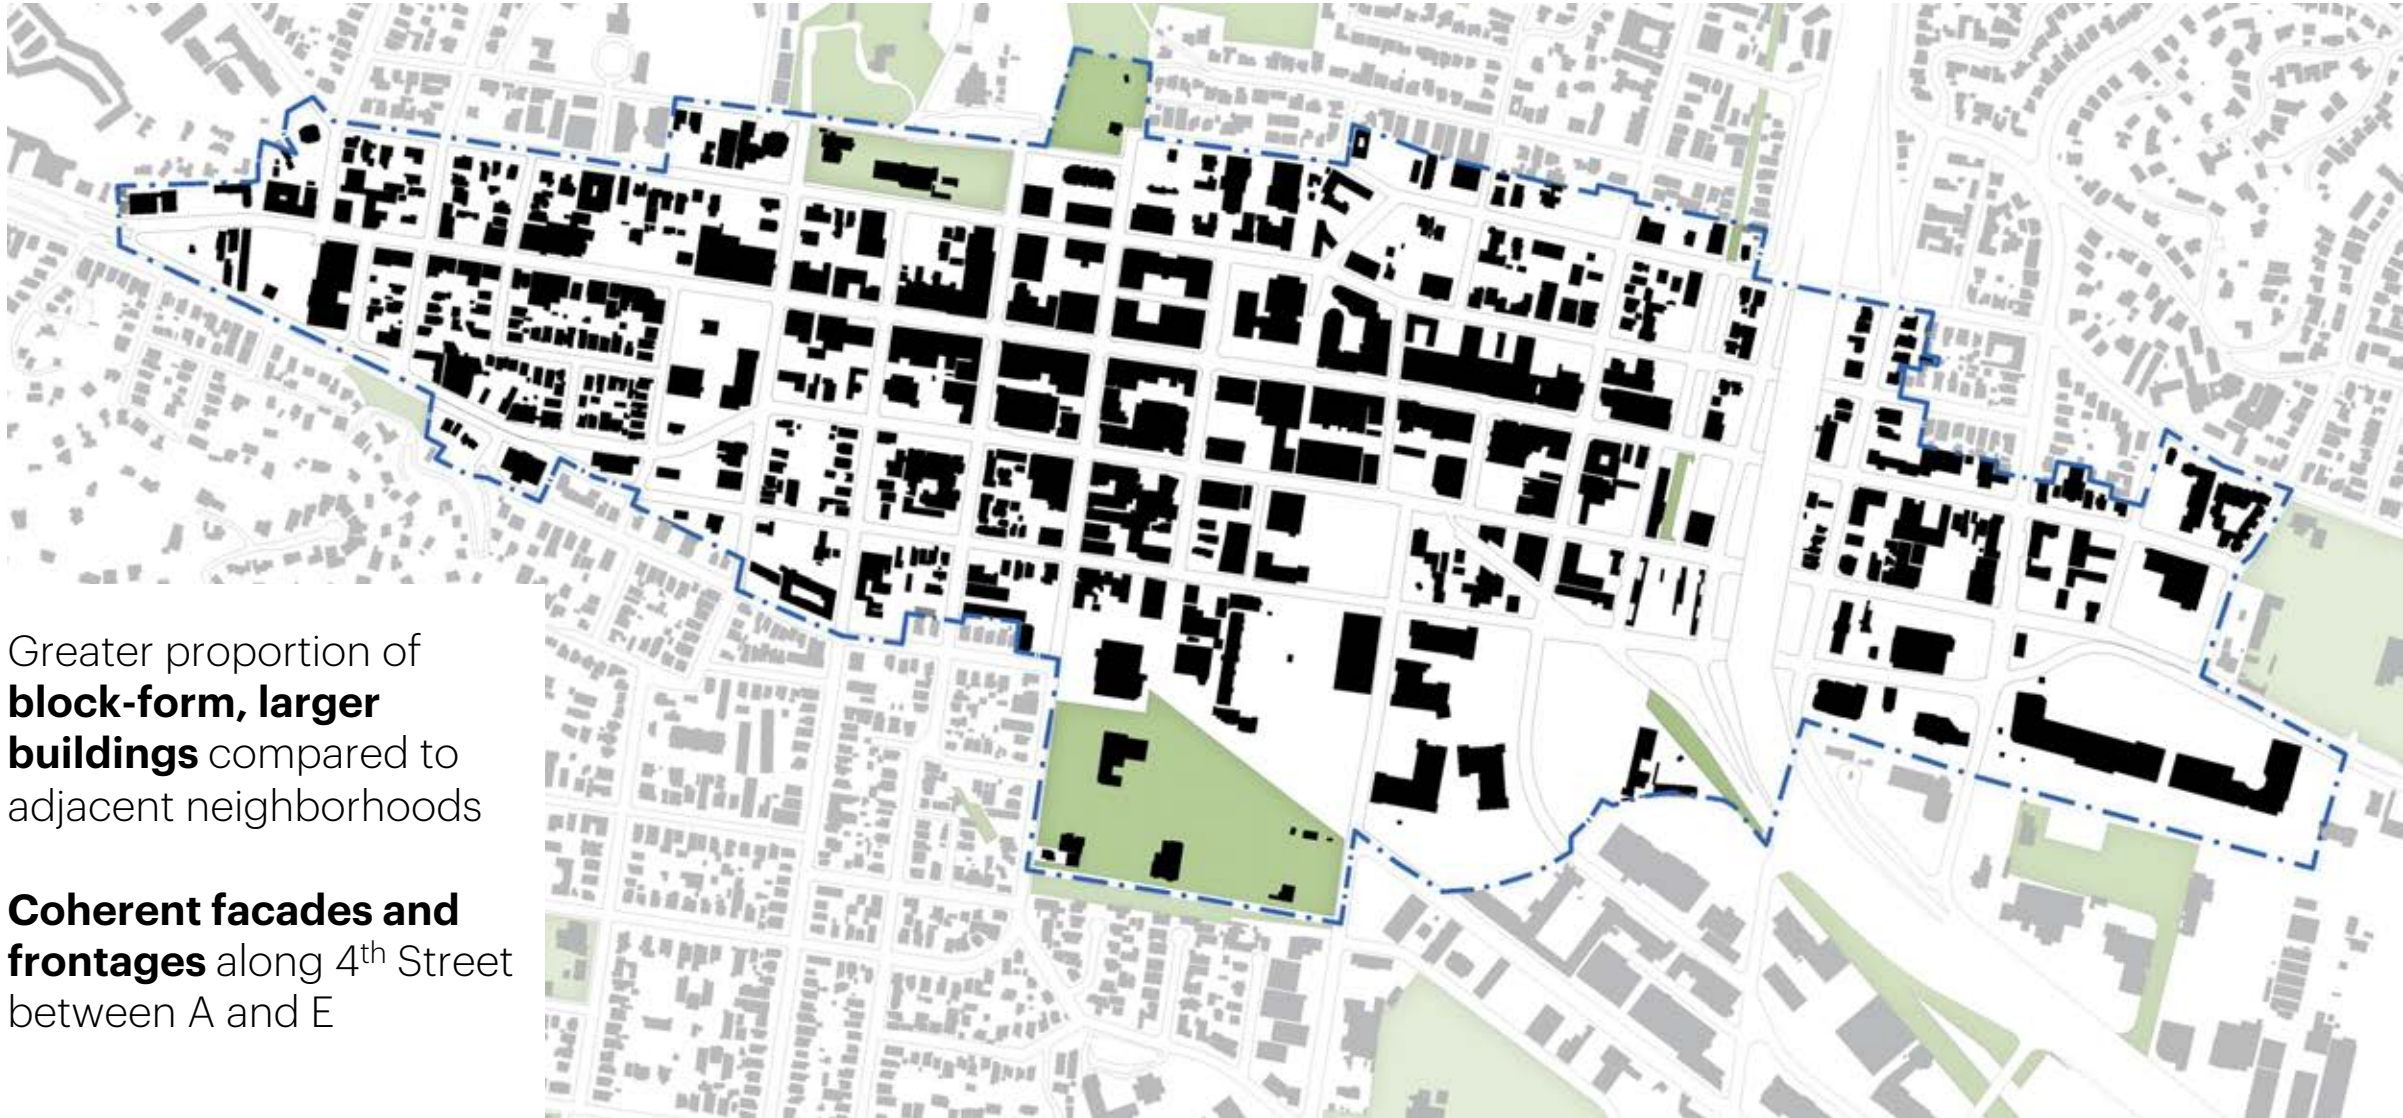 Greater proportion of
block-form, larger
buildings compared to
adjacent neighborhoods
Coherent facades and
frontages along 4th Street
between A and E